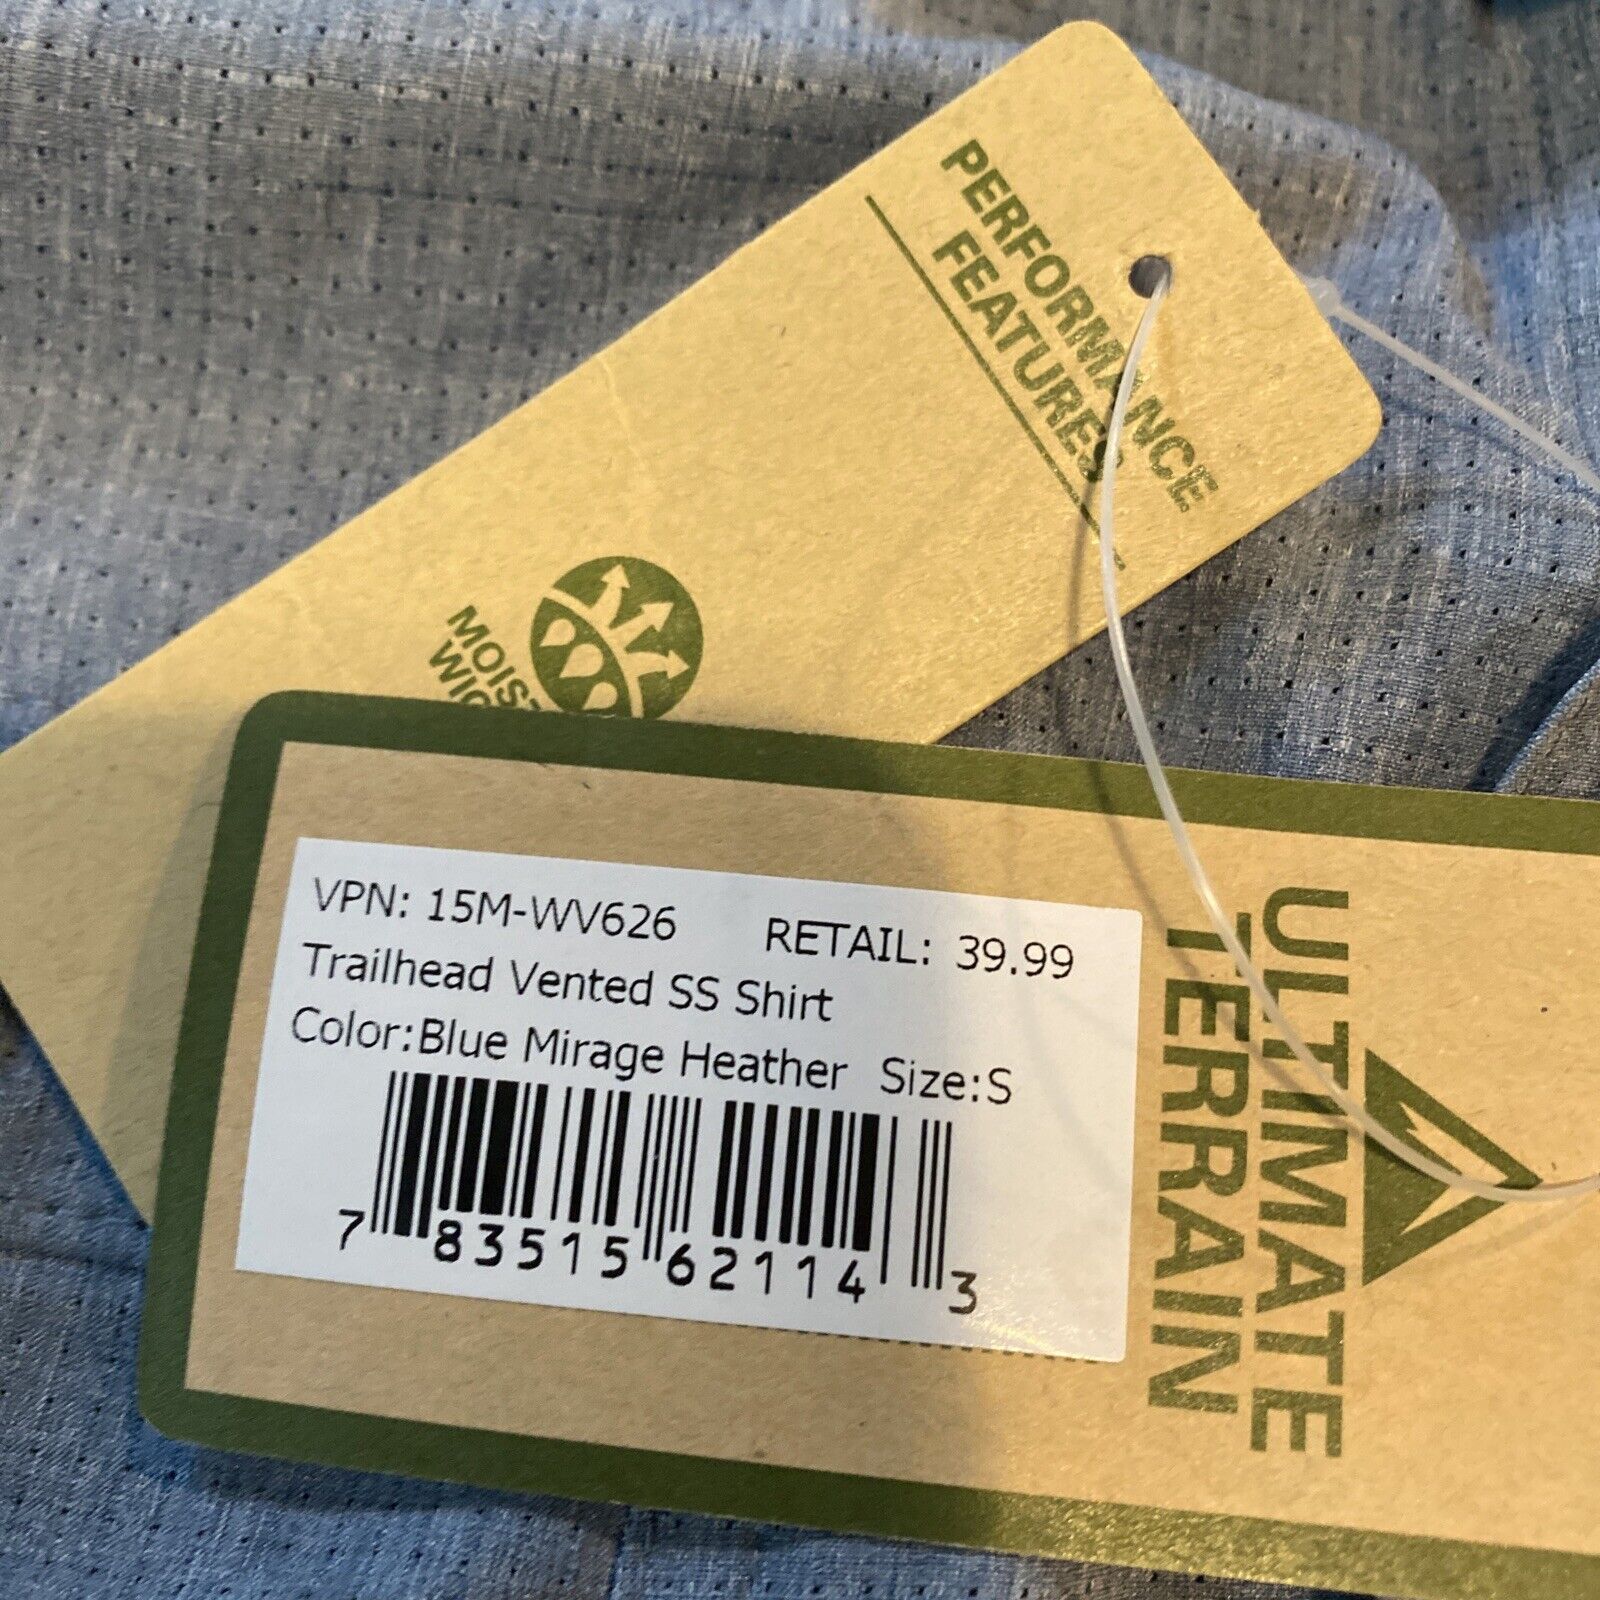 PERFORMANCE
FEATURES
VPN: 15M-WV626 RETAIL: 39.99
Trailhead Vented SS Shirt
Color:Blue Mirage Heather Size:S
7 83515 62114 3
ULTIMATE
TERRAIN